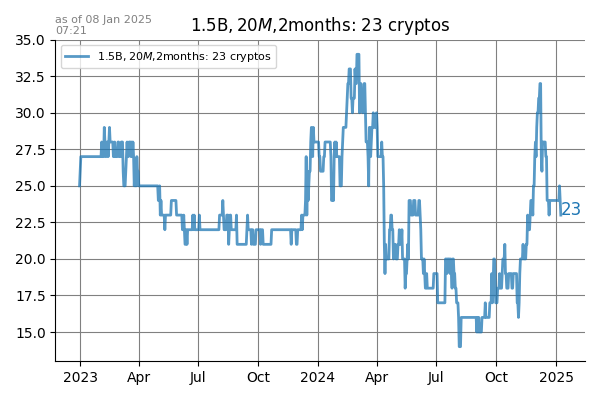 as of 08 Jan 2025
07:21
1.5B, 20M,2months: 23 cryptos
1.5B, 20M,2months: 23 cryptos
35.0
32.5
30.0
27.5
25.0
22.5
20.0
17.5
15.0
23
2023 Apr Jul Oct 2024 Apr Jul Oct 2025